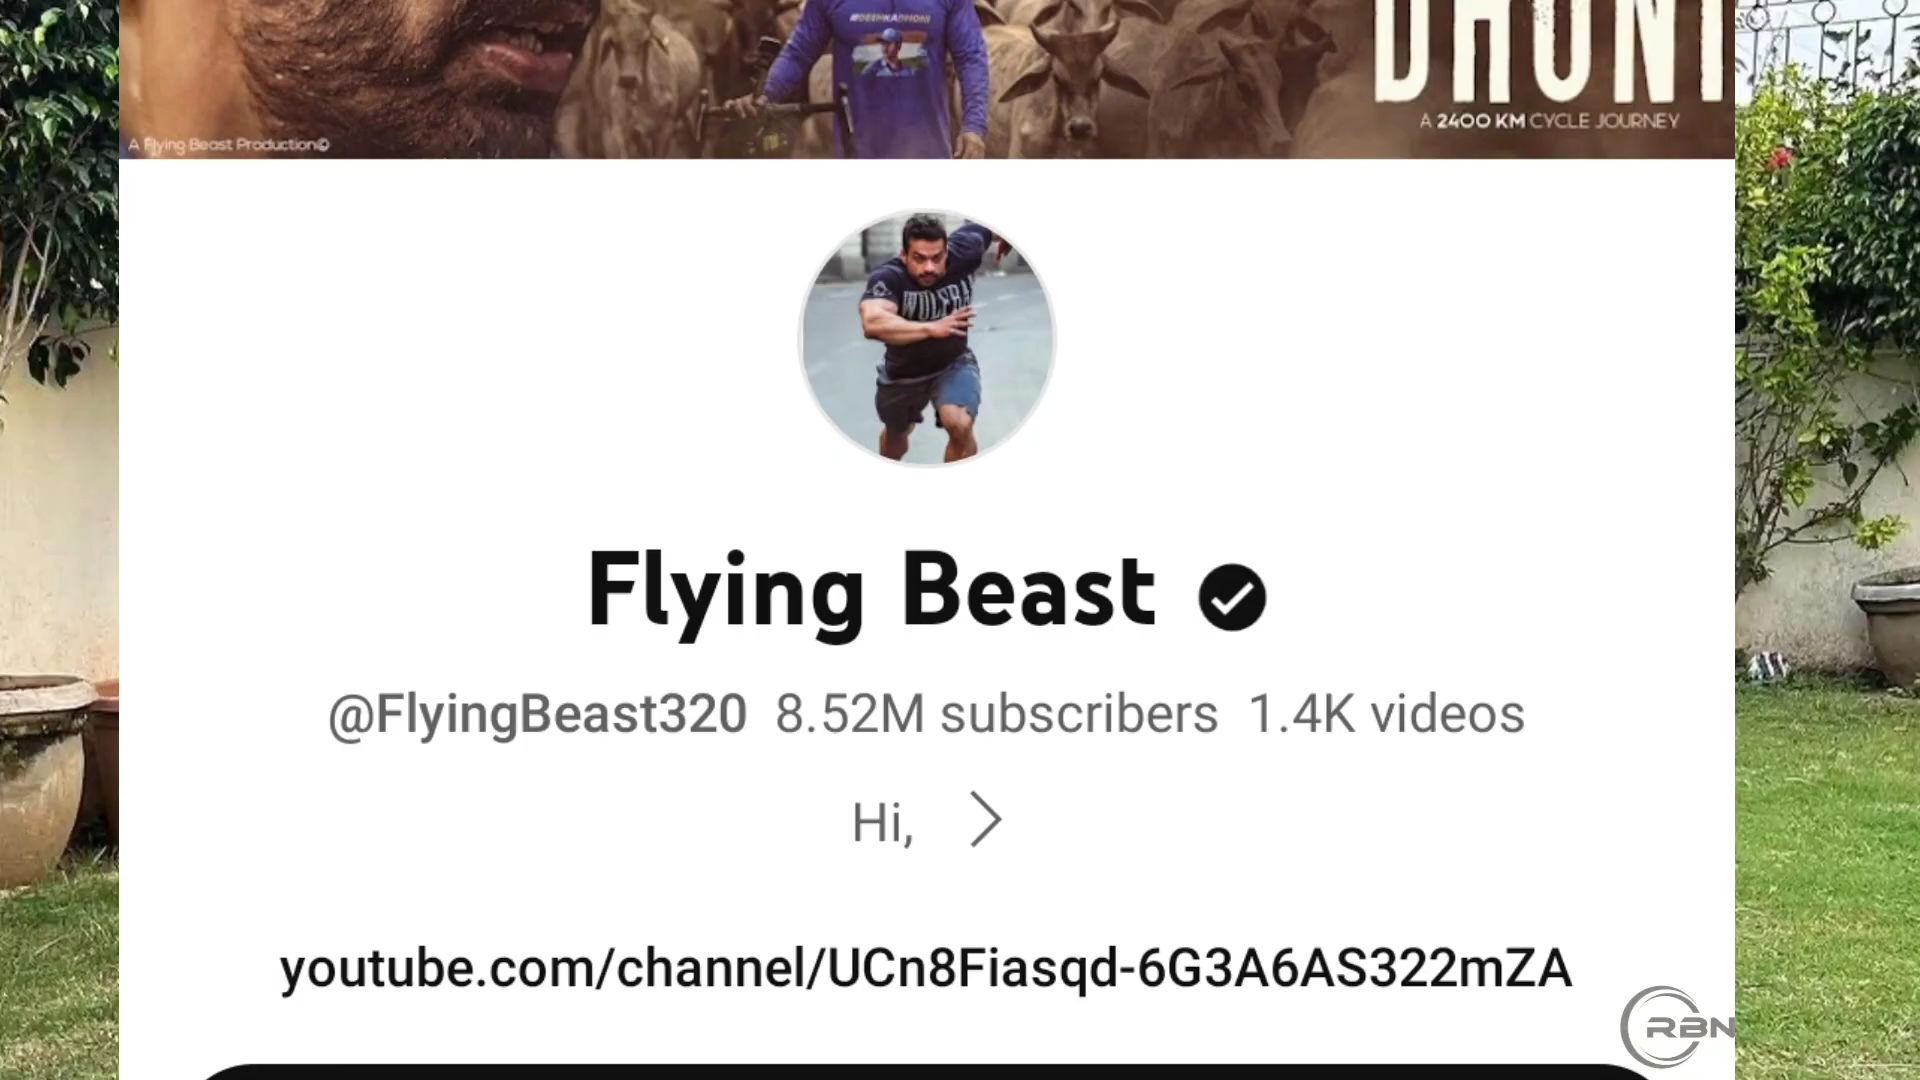 #DEEPKADHONI
DHONI
A 2400 KM CYCLE JOURNEY
A Flying Beast Production©
Flying Beast
@FlyingBeast320 8.52M subscribers 1.4K videos
Hi,
youtube.com/channel/UCn8Fiasqd-6G3A6AS322mZA
RBN